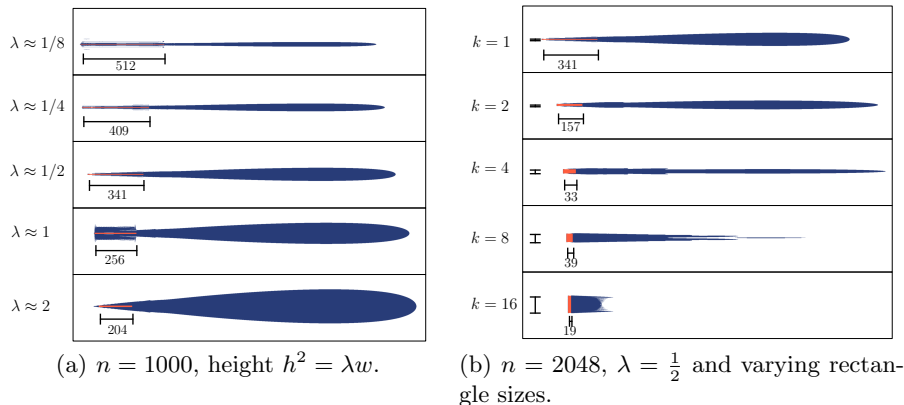 λ ≈ 1/8
512
λ ≈ 1/4
409
λ ≈ 1/2
341
λ ≈ 1
256
λ ≈ 2
204
(a) n = 1000, height h² = λw.
k = 1
341
k = 2
157
k = 4
33
k = 8
39
k = 16
19
(b) n = 2048, λ = 1/2 and varying rectan-
gle sizes.